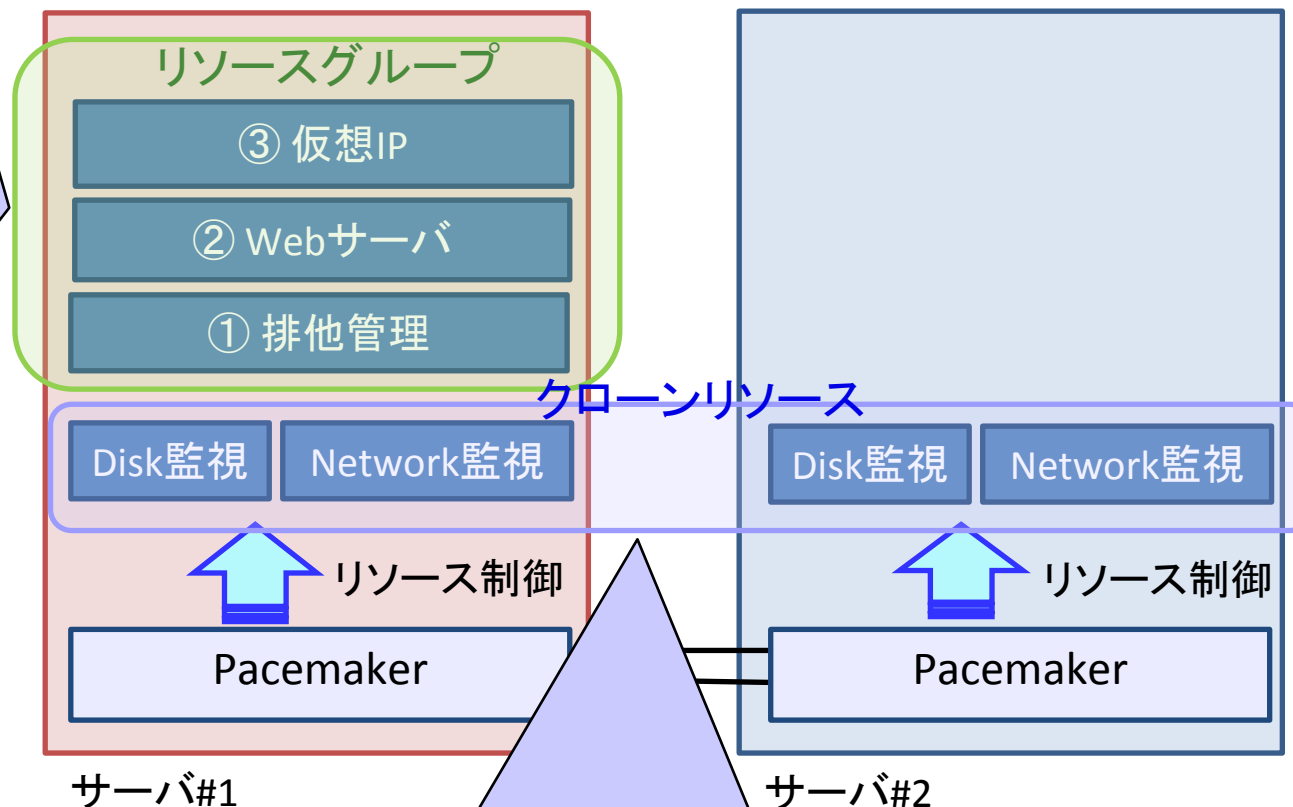 リソースグループ
③ 仮想IP
② Webサーバ
① 排他管理
クローンリソース
Disk監視
Network監視
Disk監視
Network監視
リソース制御
リソース制御
Pacemaker
Pacemaker
サーバ#1
サーバ#2